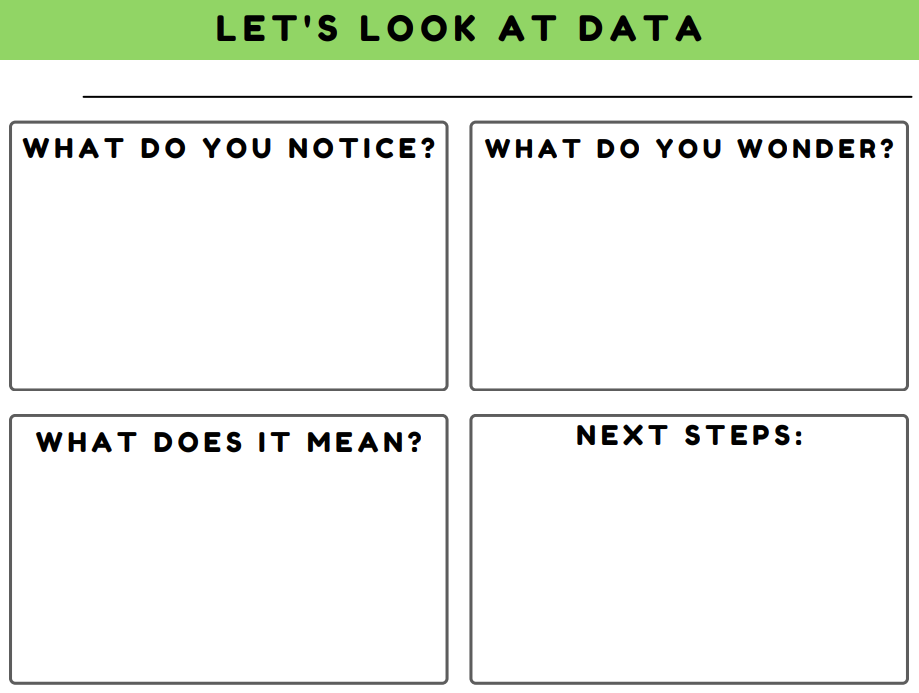 LET'S LOOK AT DATA
WHAT DO YOU NOTICE?
WHAT DO YOU WONDER?
WHAT DOES IT MEAN?
NEXT STEPS: